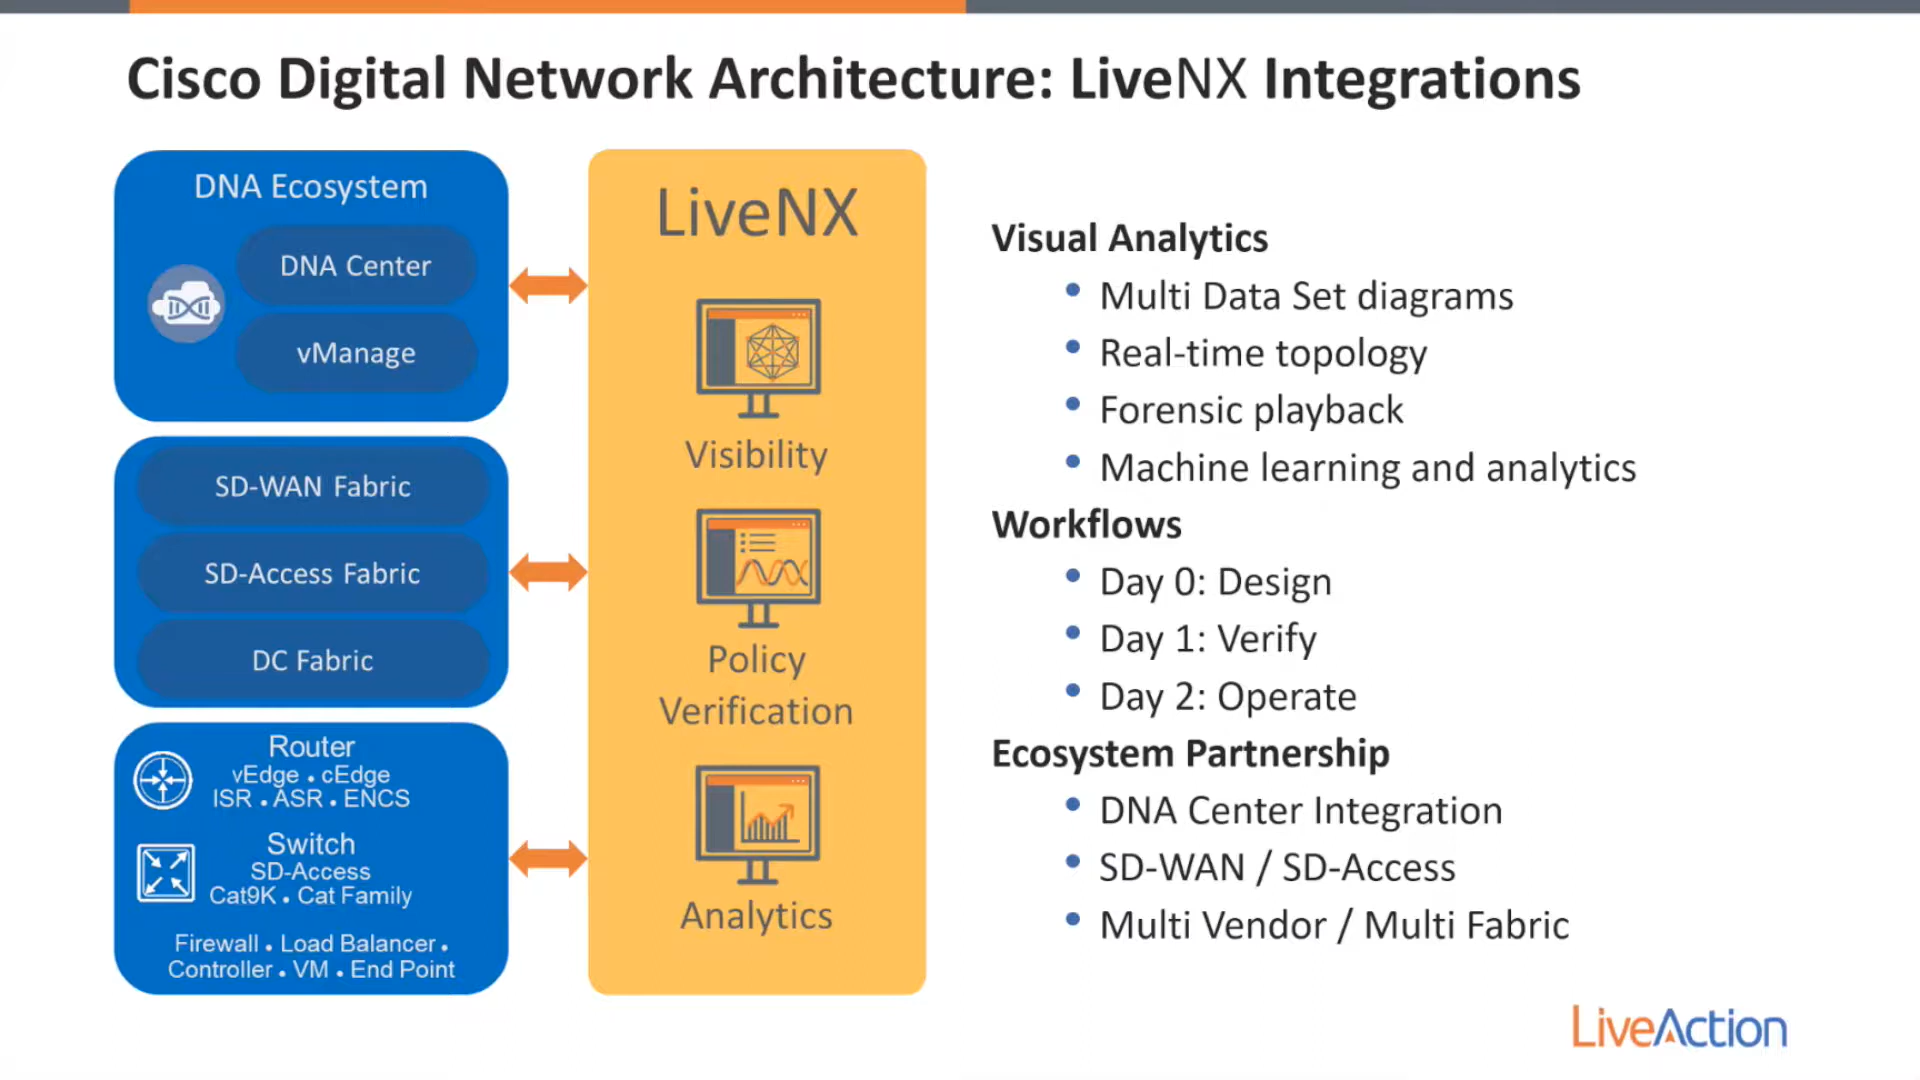 Cisco Digital Network Architecture: LiveNX Integrations
DNA Ecosystem
DNA Center
vManage
SD-WAN Fabric
SD-Access Fabric
DC Fabric
Router
vEdge • cEdge
ISR • ASR • ENCS
Switch
SD-Access
Cat9K • Cat Family
Firewall • Load Balancer •
Controller • VM • End Point
LiveNX
Visibility
Policy
Verification
Analytics
Visual Analytics
• Multi Data Set diagrams
• Real-time topology
• Forensic playback
• Machine learning and analytics
Workflows
• Day 0: Design
• Day 1: Verify
• Day 2: Operate
Ecosystem Partnership
• DNA Center Integration
• SD-WAN / SD-Access
• Multi Vendor / Multi Fabric
LiveAction